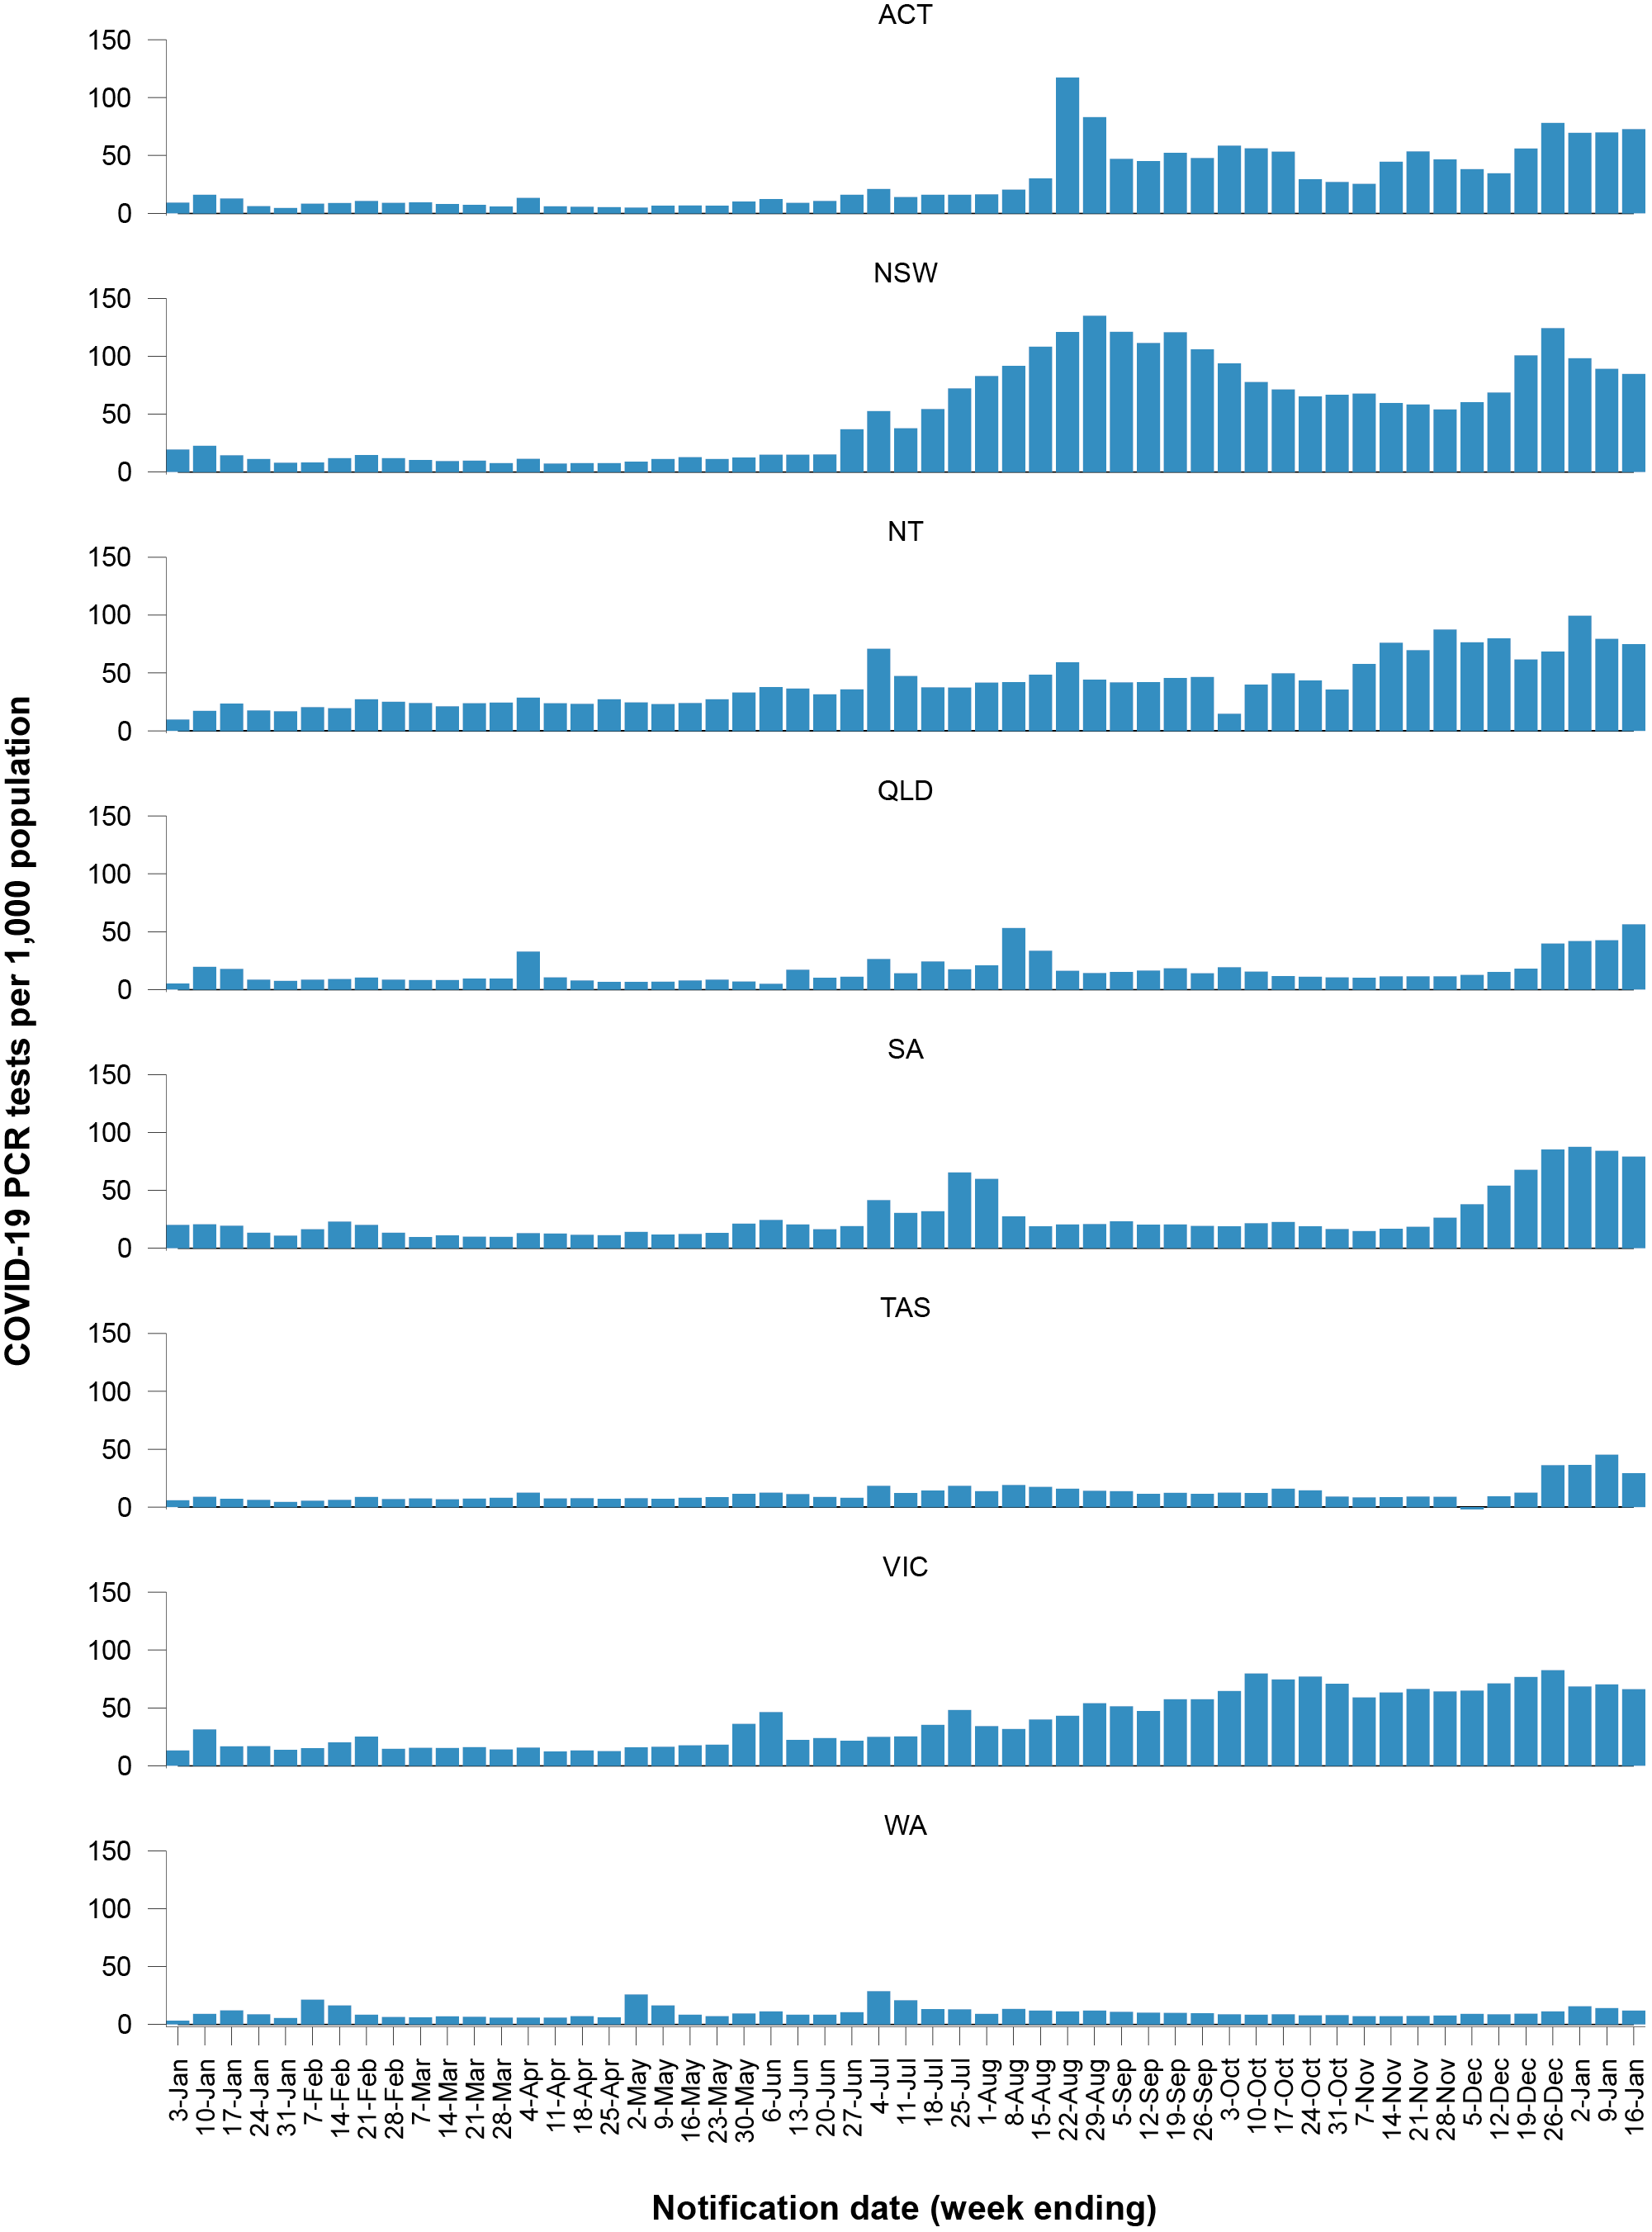 ACT
150
100
50
0
NSW
150
100
50
0
NT
150
100
50
0
QLD
150
100
50
0
SA
150
100
50
0
TAS
150
100
50
0
VIC
150
100
50
0
WA
150
100
50
0
COVID-19 PCR tests per 1,000 population
3-Jan
10-Jan
17-Jan
24-Jan
31-Jan
7-Feb
14-Feb
21-Feb
28-Feb
7-Mar
14-Mar
21-Mar
28-Mar
4-Apr
11-Apr
18-Apr
25-Apr
2-May
9-May
16-May
23-May
30-May
6-Jun
13-Jun
20-Jun
27-Jun
4-Jul
11-Jul
18-Jul
25-Jul
1-Aug
8-Aug
15-Aug
22-Aug
29-Aug
5-Sep
12-Sep
19-Sep
26-Sep
3-Oct
10-Oct
17-Oct
24-Oct
31-Oct
7-Nov
14-Nov
21-Nov
28-Nov
5-Dec
12-Dec
19-Dec
26-Dec
2-Jan
9-Jan
16-Jan
Notification date (week ending)